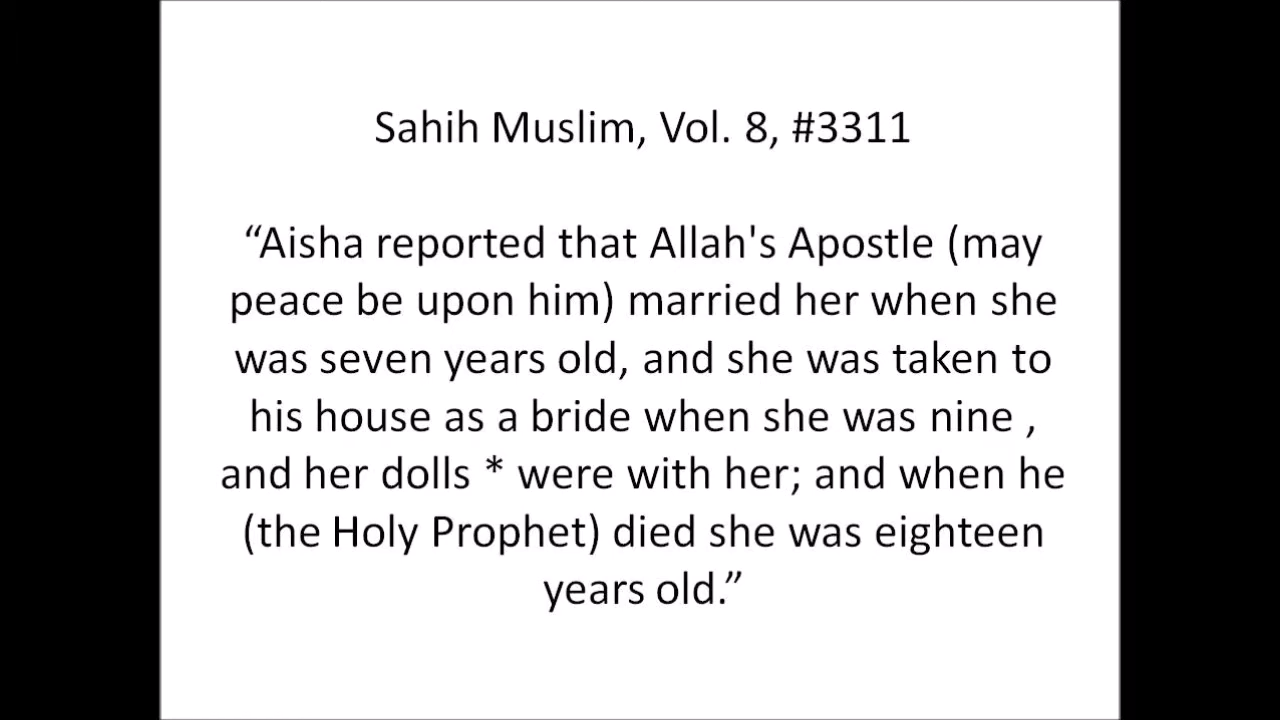 Sahih Muslim, Vol. 8, #3311
“Aisha reported that Allah's Apostle (may
peace be upon him) married her when she
was seven years old, and she was taken to
his house as a bride when she was nine ,
and her dolls * were with her; and when he
(the Holy Prophet) died she was eighteen
years old.”